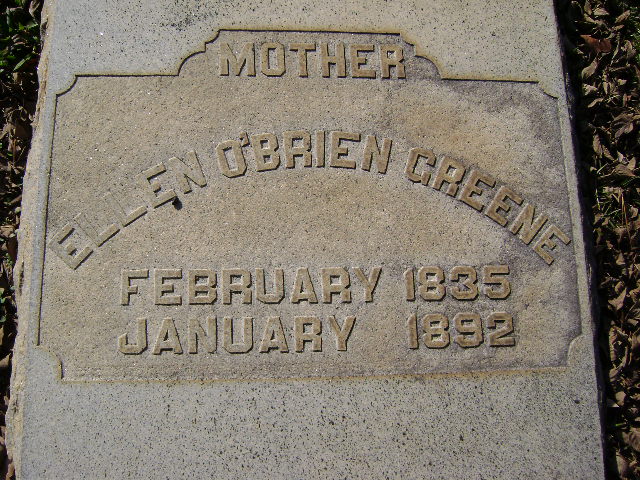 MOTHER
ELLEN O'BRIEN GREENE
FEBRUARY 1835
JANUARY 1892